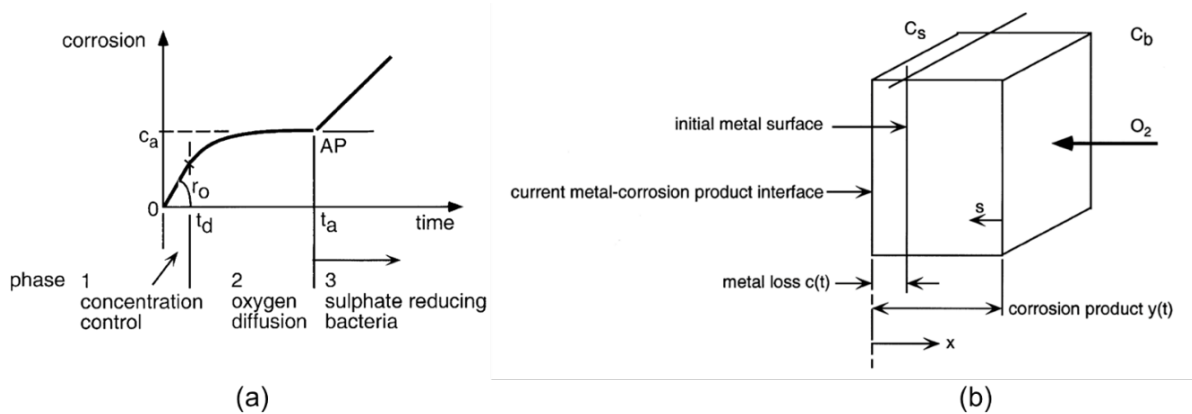 corrosion
c_a
AP
r_o
0
t_d
t_a
time
phase 1
concentration
control
2
oxygen
diffusion
3
sulphate reducing
bacteria
(a)
C_s
C_b
initial metal surface
O_2
current metal-corrosion product interface
s
metal loss c(t)
corrosion product y(t)
x
(b)